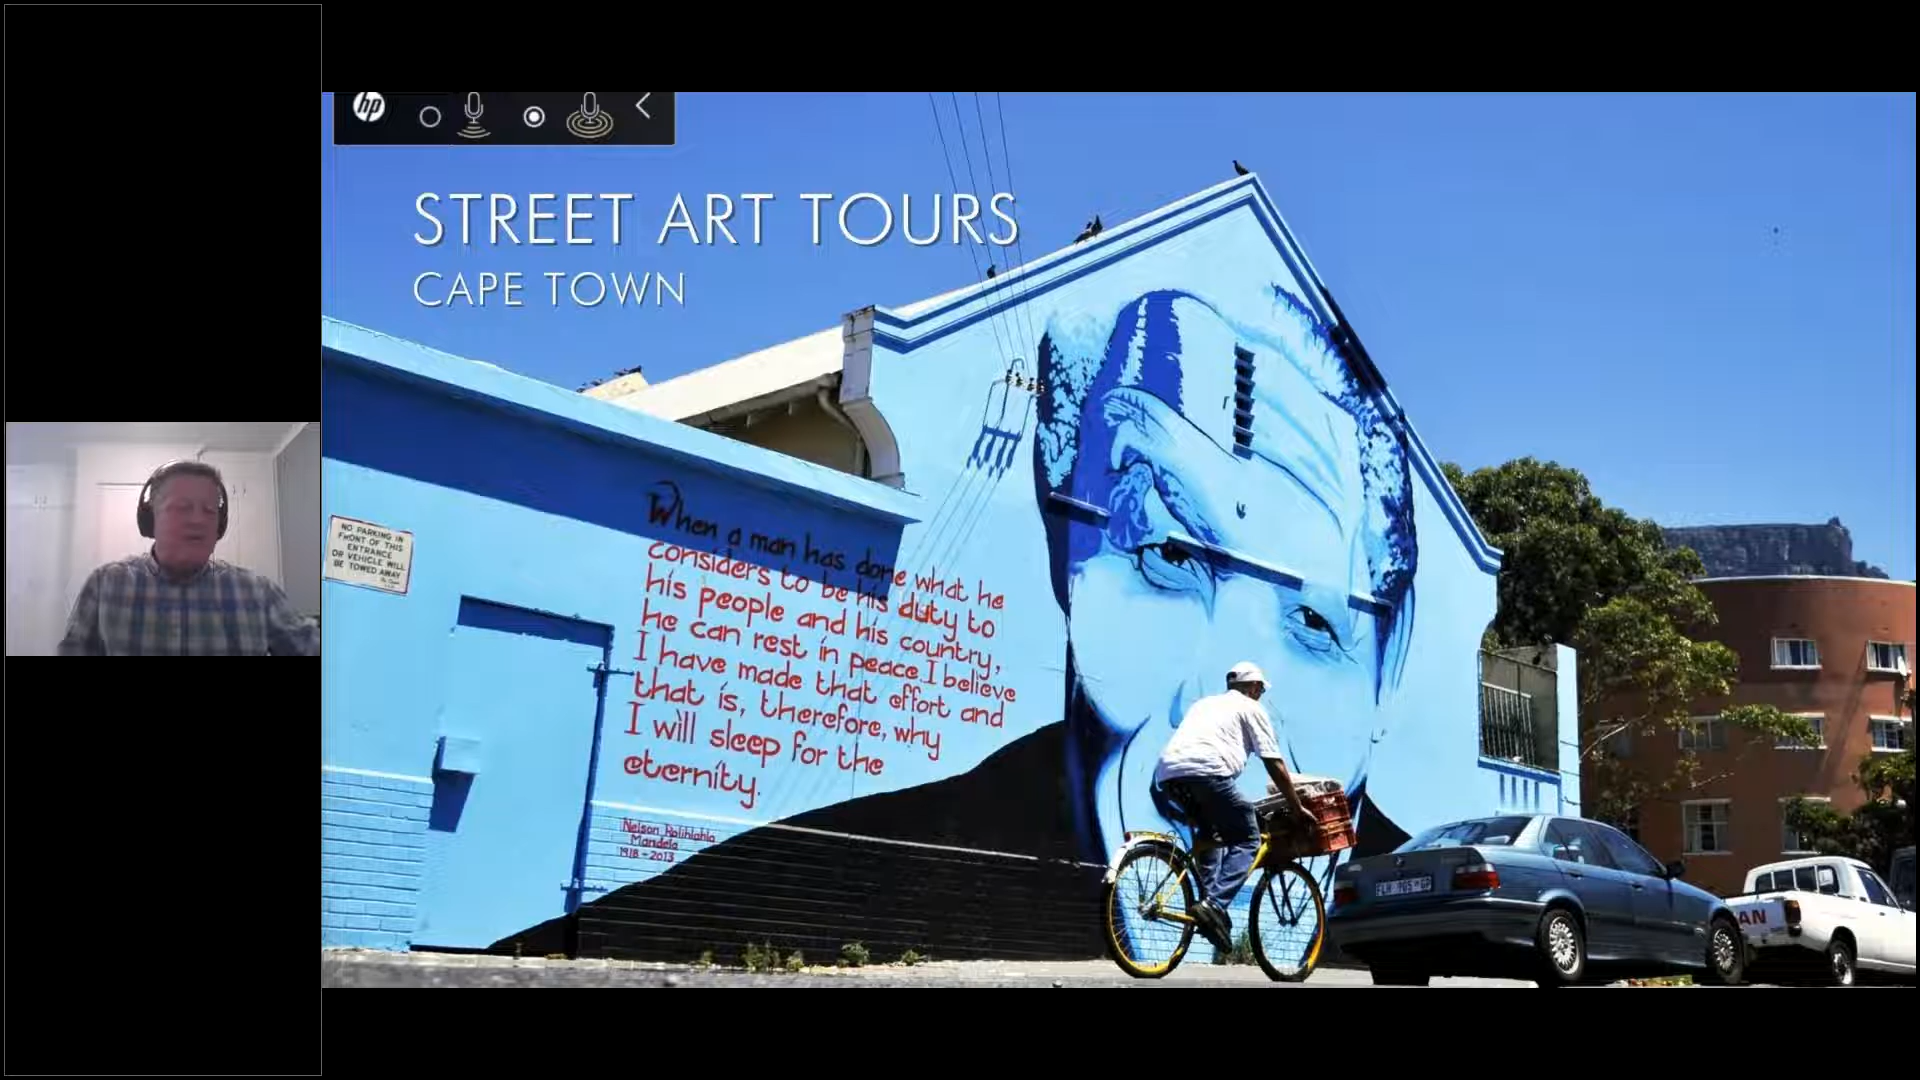 hp
STREET ART TOURS
CAPE TOWN
NO PARKING IN
FRONT OF THIS
ENTRANCE
OR VEHICLE WILL
BE TOWED AWAY
When a man has done what he
considers to be his duty to
his people and his country,
he can rest in peace. I believe
I have made that effort and
that is, therefore, why
I will sleep for the
eternity.
Nelson Rolihlahla
Mandela
1918 - 2013
AN